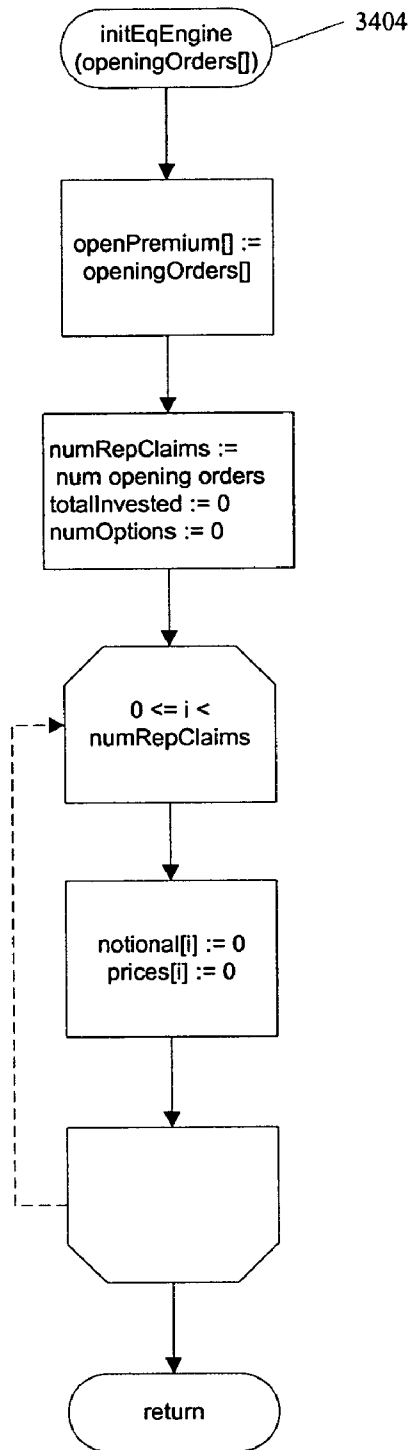 initEqEngine
(openingOrders[])
3404
openPremium[] :=
openingOrders[]
numRepClaims :=
num opening orders
totalInvested := 0
numOptions := 0
0 <= i <
numRepClaims
notional[i] := 0
prices[i] := 0
return